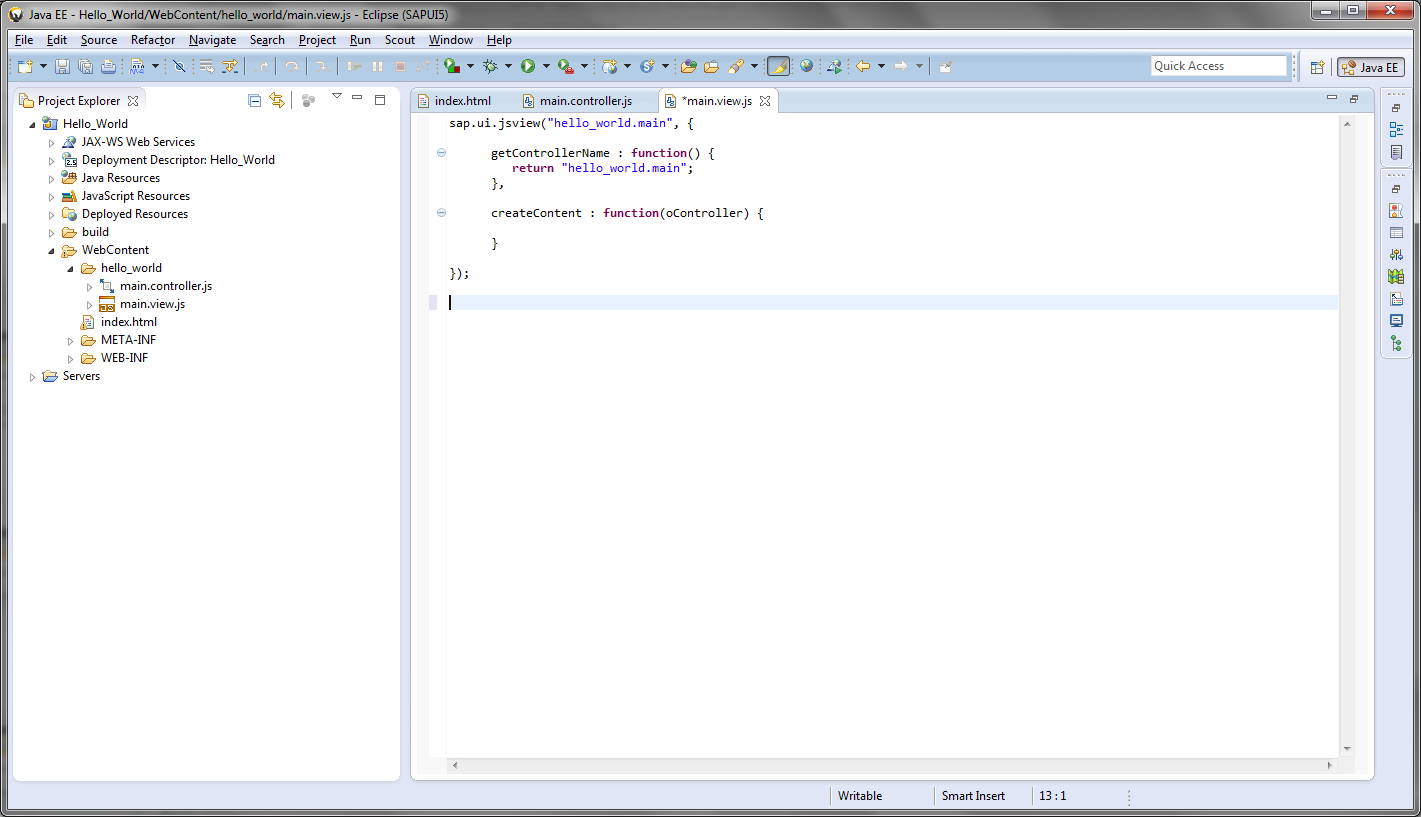 Java EE - Hello_World/WebContent/hello_world/main.view.js - Eclipse (SAPUI5)
File Edit Source Refactor Navigate Search Project Run Scout Window Help
Quick Access
Java EE
Project Explorer
index.html
main.controller.js
*main.view.js
Hello_World
JAX-WS Web Services
Deployment Descriptor: Hello_World
Java Resources
JavaScript Resources
Deployed Resources
build
WebContent
hello_world
main.controller.js
main.view.js
index.html
META-INF
WEB-INF
Servers
sap.ui.jsview("hello_world.main", {
getControllerName : function() {
return "hello_world.main";
},
createContent : function(oController) {
}
});
Writable
Smart Insert
13 : 1